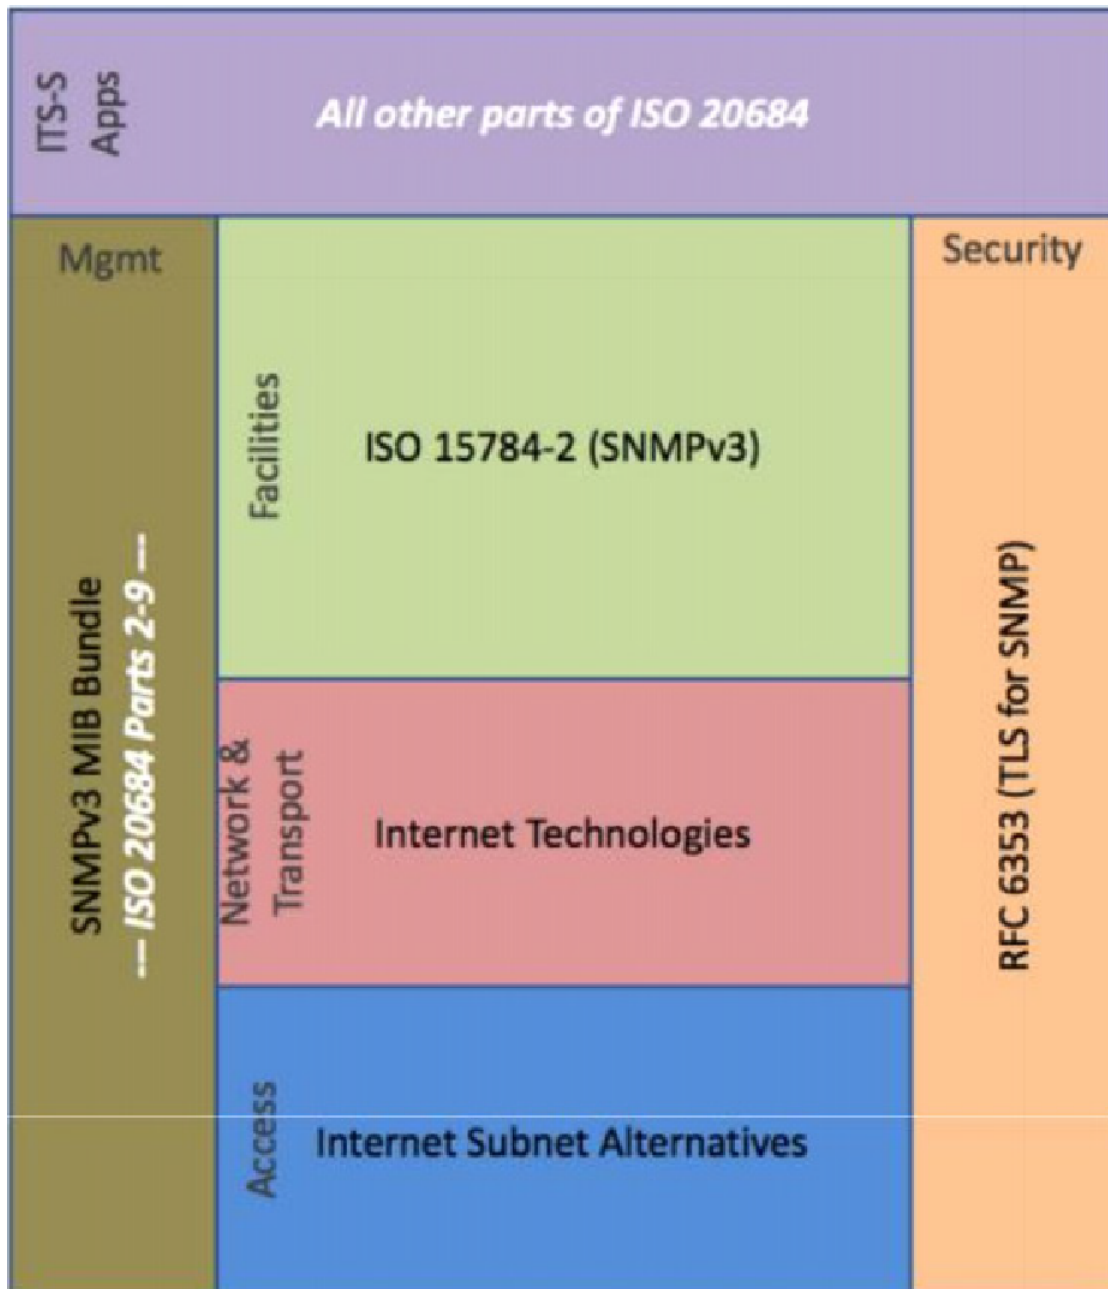 ITS-S
Apps
All other parts of ISO 20684
Mgmt
SNMPv3 MIB Bundle
--- ISO 20684 Parts 2-9 ---
Facilities
ISO 15784-2 (SNMPv3)
Network &
Transport
Internet Technologies
Access
Internet Subnet Alternatives
Security
RFC 6353 (TLS for SNMP)